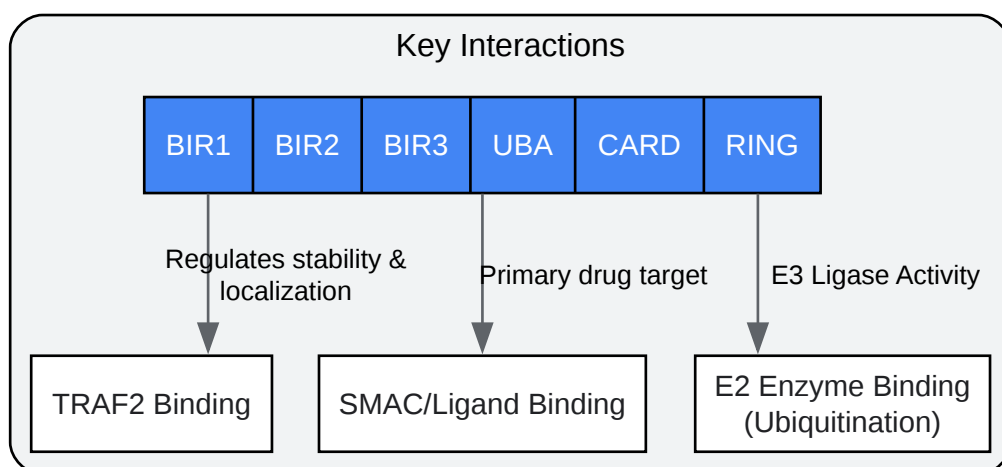 Key Interactions
BIR1 BIR2 BIR3 UBA CARD RING
Regulates stability &
localization
Primary drug target
E3 Ligase Activity
TRAF2 Binding
SMAC/Ligand Binding
E2 Enzyme Binding
(Ubiquitination)